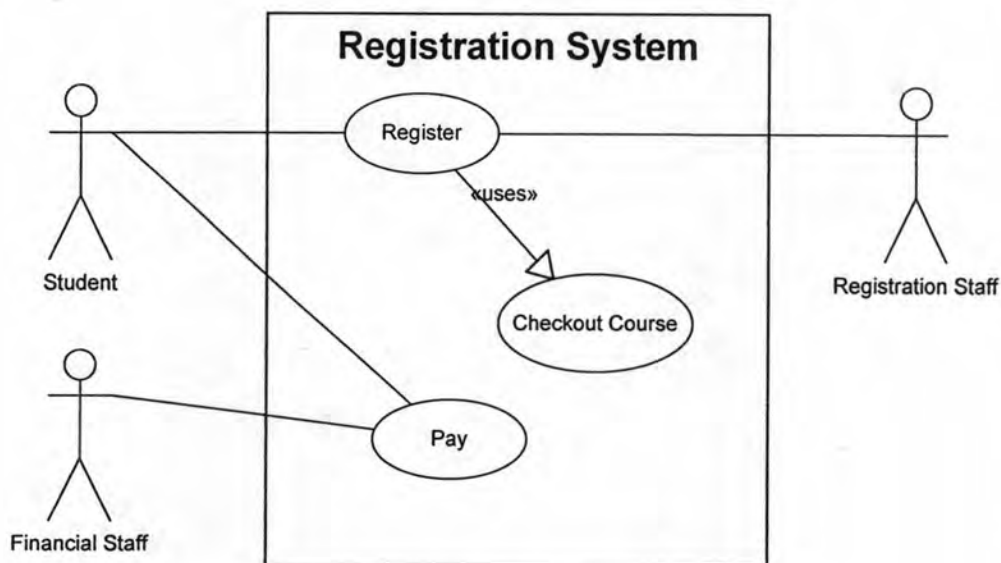 Registration System
Register
«uses»
Student
Registration Staff
Checkout Course
Pay
Financial Staff